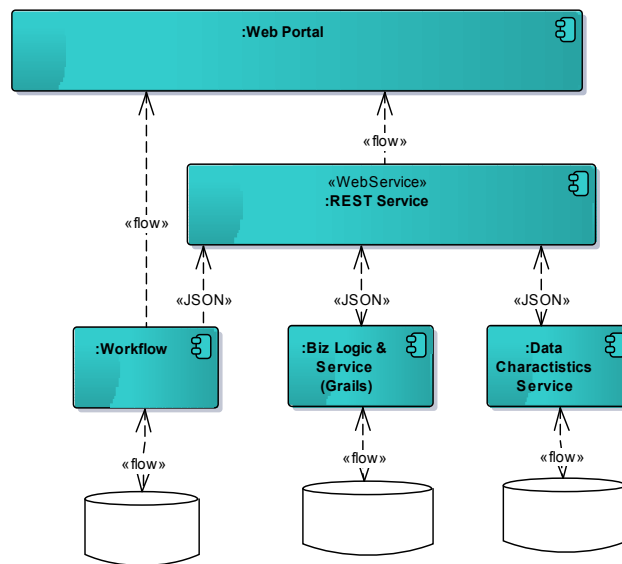 :Web Portal
«flow»
«WebService»
:REST Service
«flow»
«JSON»
«JSON»
«JSON»
:Workflow
:Biz Logic &
Service
(Grails)
:Data
Charactistics
Service
«flow»
«flow»
«flow»